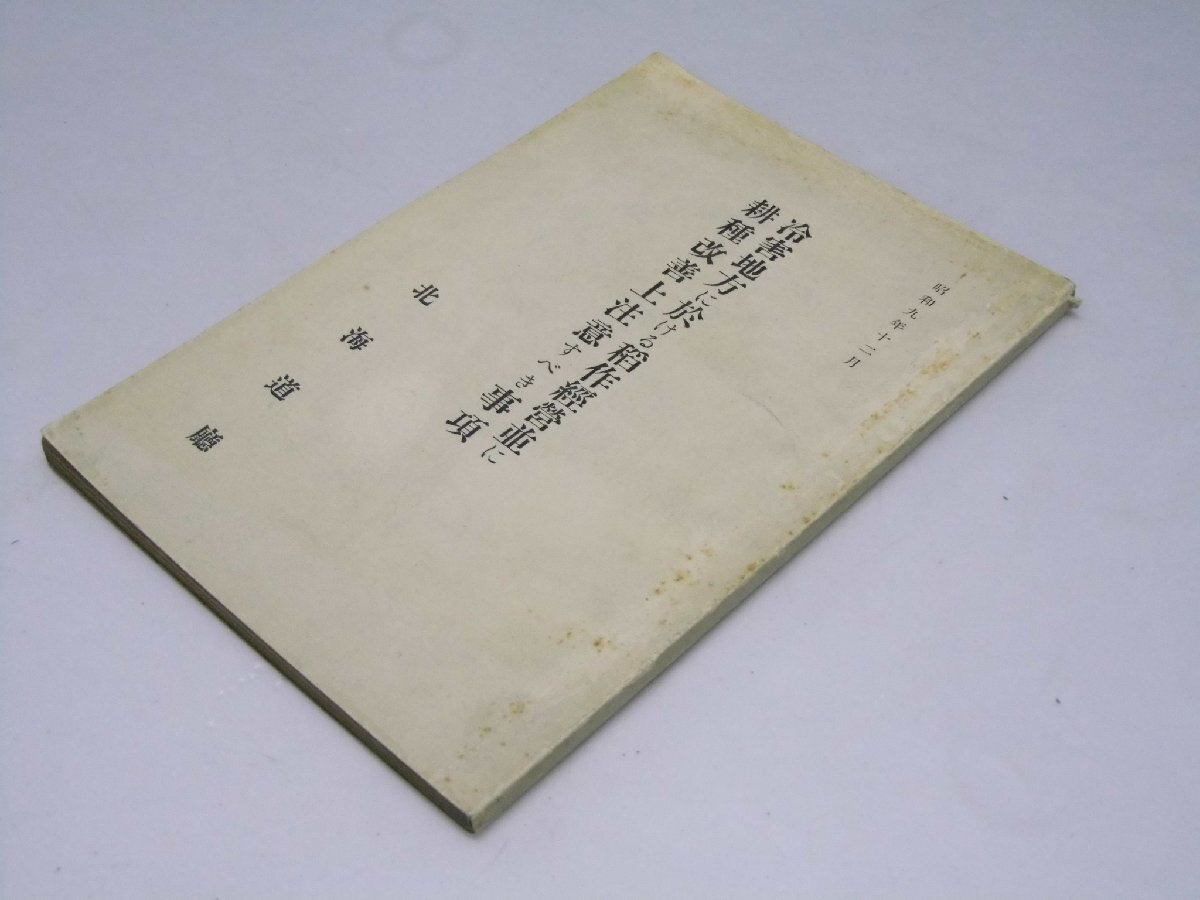 昭和九年十二月
冷害地方に於ける稻作經營並に
耕種改善上注意すべき事項
北海道廳